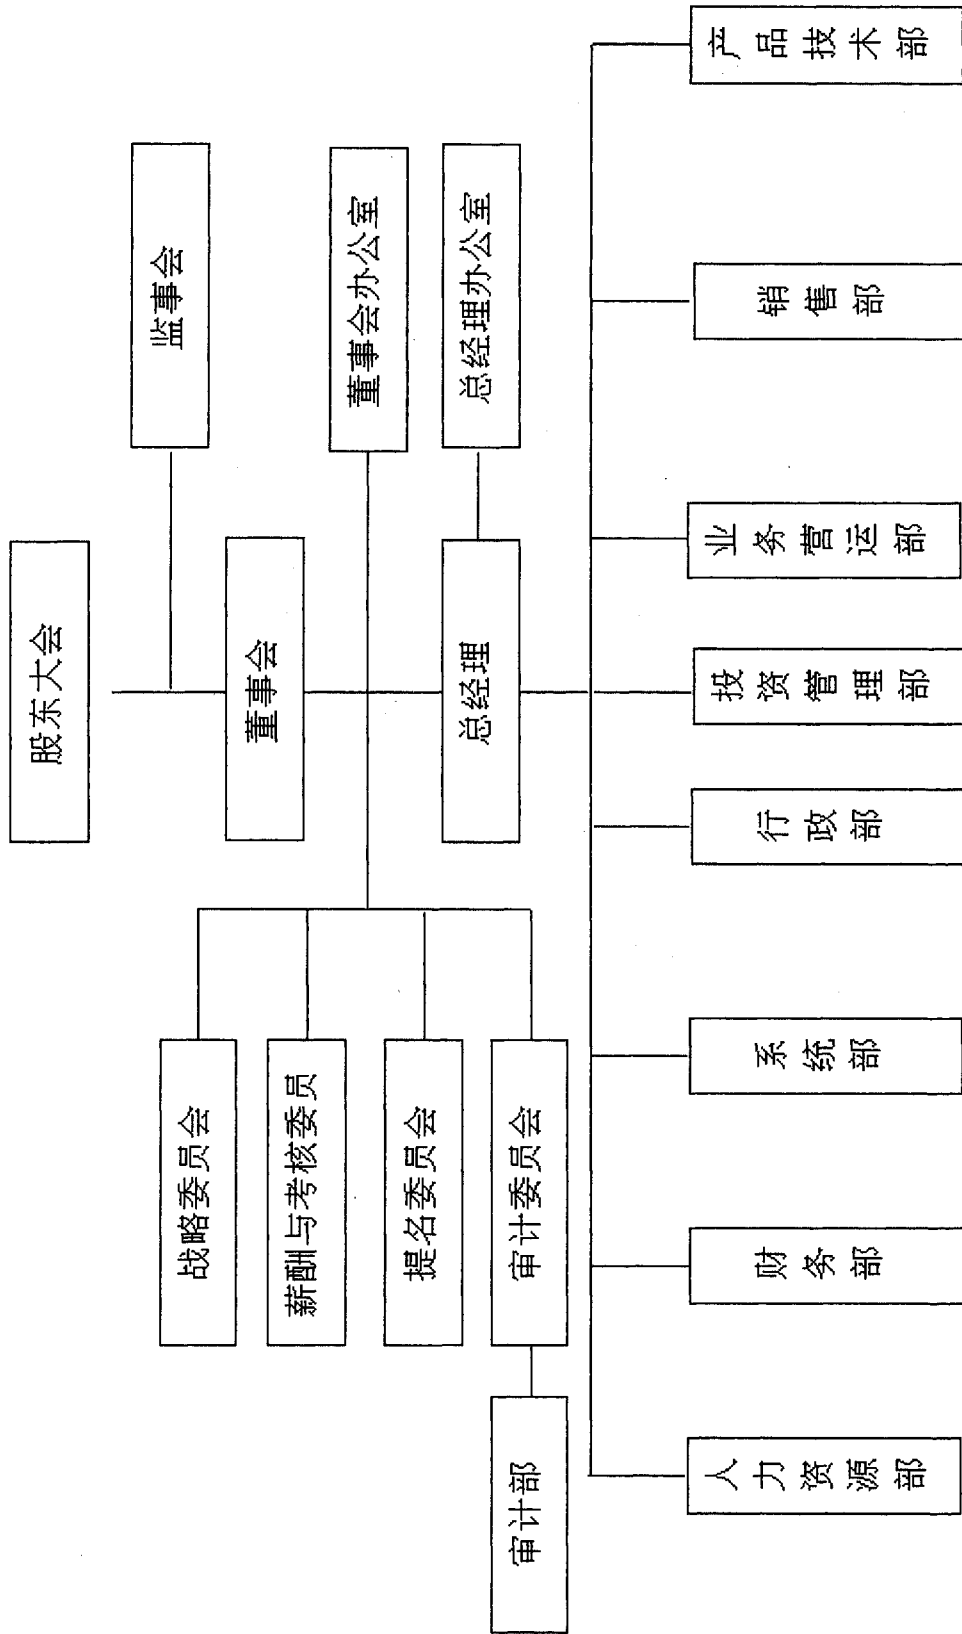 股东大会
监事会
董事会
董事会办公室
战略委员会
薪酬与考核委员
提名委员会
审计委员会
审计部
总经理
总经理办公室
人力资源部
财务部
系统部
行政部
投资管理部
业务营运部
销售部
产品技术部